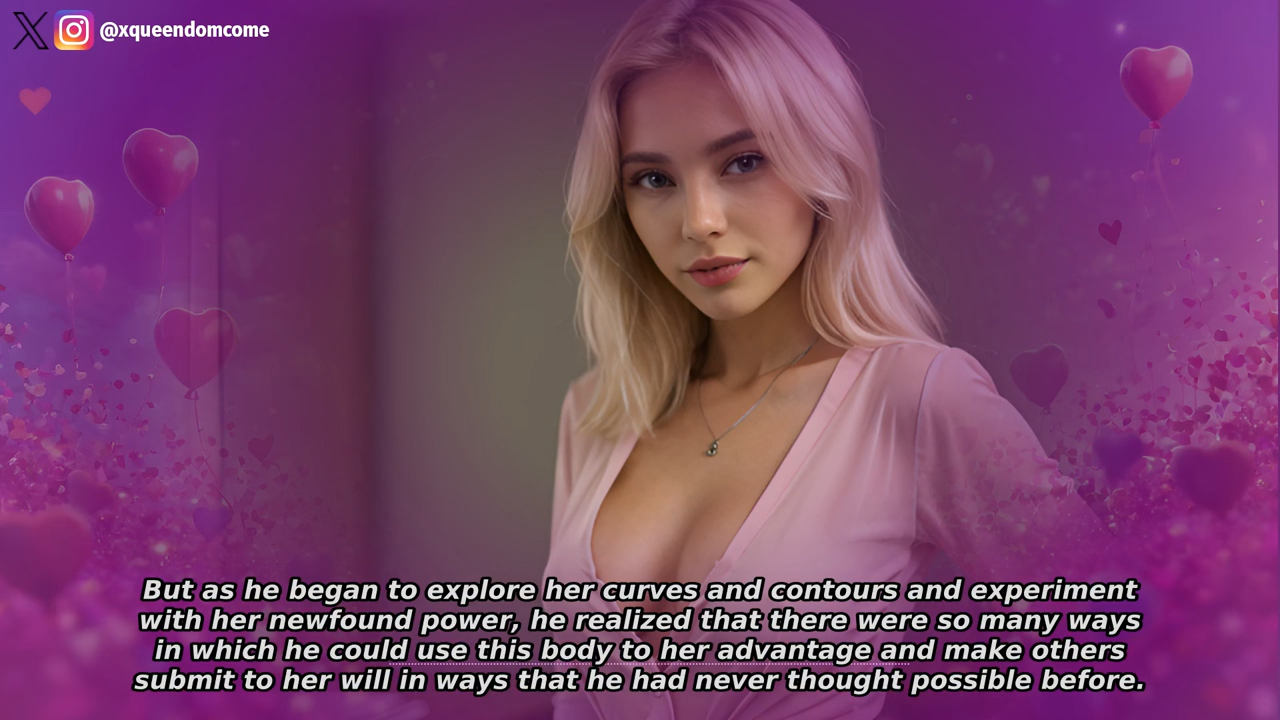 @xqueendomcome
But as he began to explore her curves and contours and experiment
with her newfound power, he realized that there were so many ways
in which he could use this body to her advantage and make others
submit to her will in ways that he had never thought possible before.